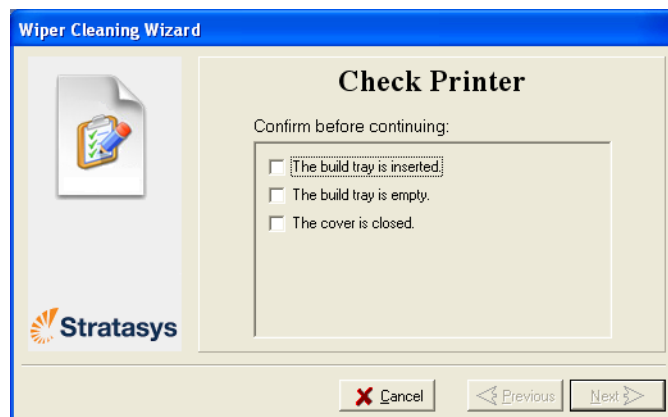 Wiper Cleaning Wizard
Check Printer
Confirm before continuing:
The build tray is inserted.
The build tray is empty.
The cover is closed.
Stratasys
Cancel
Previous
Next